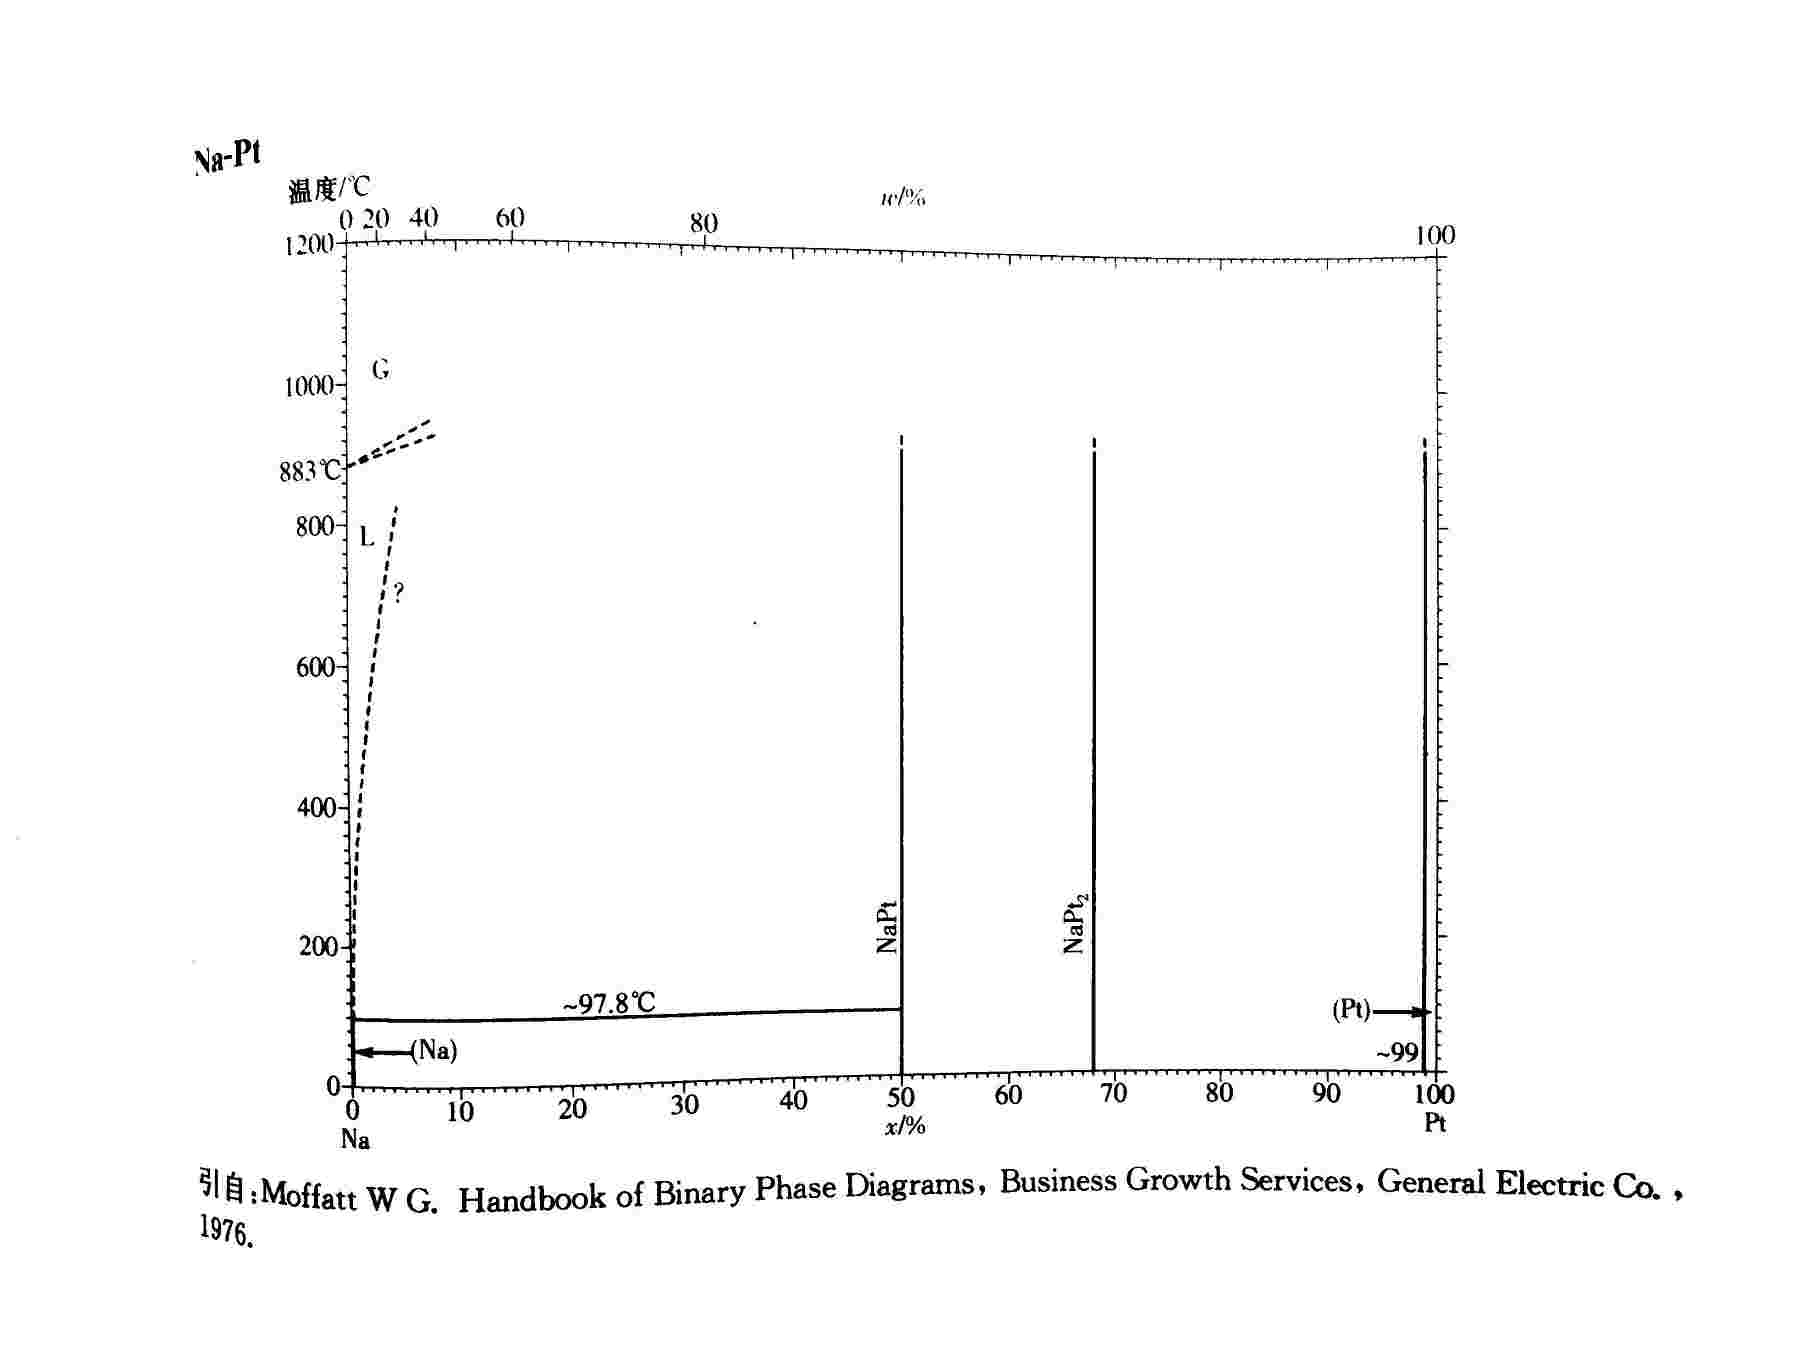 Na-Pt
温度/℃
w/%
0 20 40 60 80 100
1200
G
1000
883℃
800
L
?
600
400
NaPt
NaPt₂
200
~97.8℃
(Pt)
(Na)
~99
0
0 10 20 30 40 50 60 70 80 90 100
Na x/% Pt
引自:Moffatt W G. Handbook of Binary Phase Diagrams, Business Growth Services, General Electric Co.,
1976.